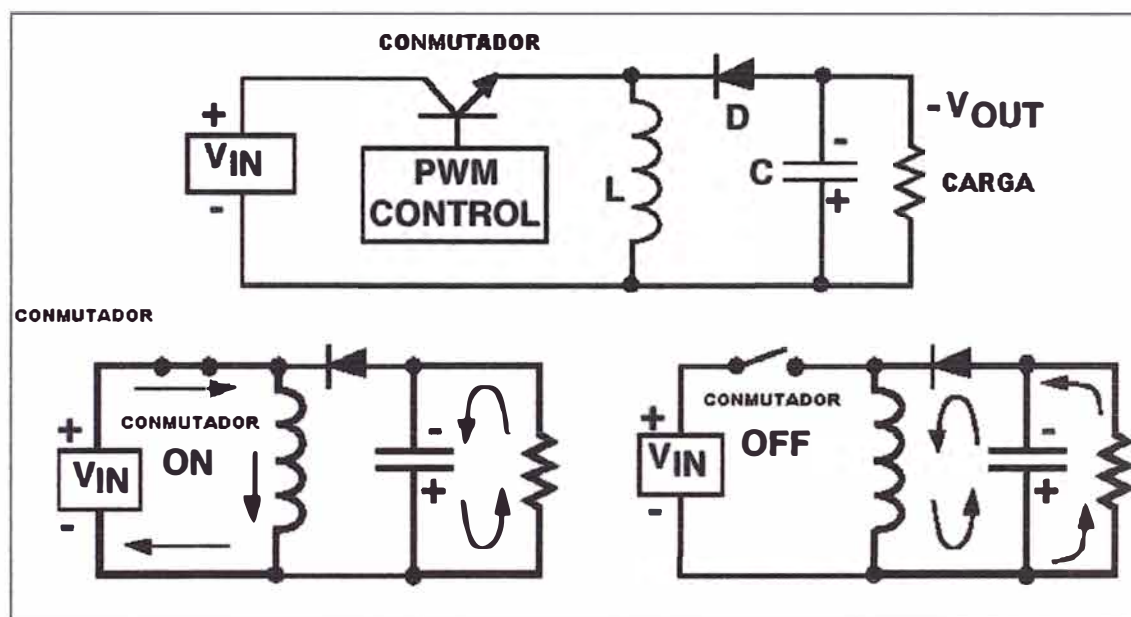 CONMUTADOR
+
VIN
-
PWM
CONTROL
L
D
C
-
+
-VOUT
CARGA
CONMUTADOR
+
VIN
-
CONMUTADOR
ON
-
+
+
VIN
-
CONMUTADOR
OFF
-
+